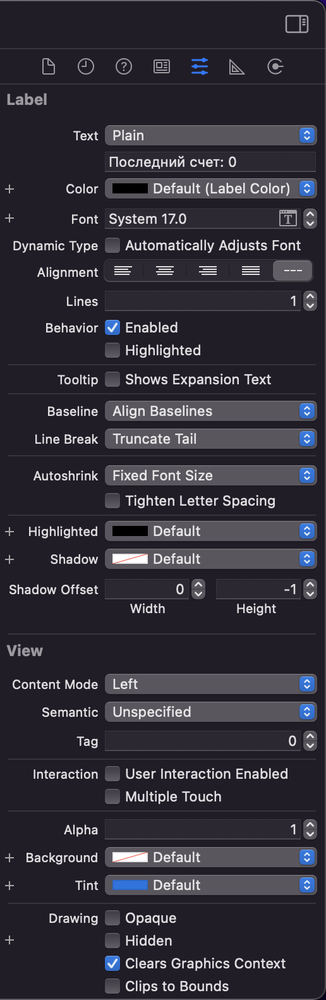 Label
Text Plain
Последний счет: 0
Color Default (Label Color)
Font System 17.0 T
Dynamic Type Automatically Adjusts Font
Alignment ---
Lines 1
Behavior Enabled
Highlighted
Tooltip Shows Expansion Text
Baseline Align Baselines
Line Break Truncate Tail
Autoshrink Fixed Font Size
Tighten Letter Spacing
Highlighted Default
Shadow Default
Shadow Offset 0 -1
Width Height
View
Content Mode Left
Semantic Unspecified
Tag 0
Interaction User Interaction Enabled
Multiple Touch
Alpha 1
Background Default
Tint Default
Drawing Opaque
Hidden
Clears Graphics Context
Clips to Bounds